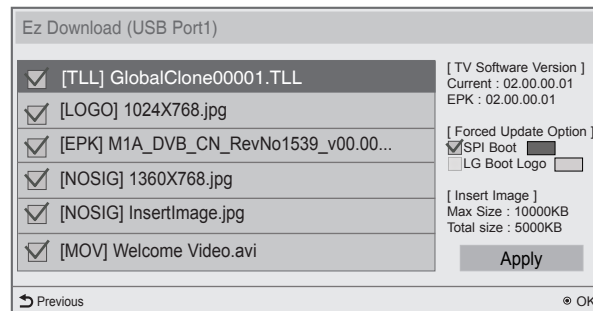 Ez Download (USB Port1)
[TLL] GlobalClone00001.TLL
[LOGO] 1024X768.jpg
[EPK] M1A_DVB_CN_RevNo1539_v00.00...
[NOSIG] 1360X768.jpg
[NOSIG] InsertImage.jpg
[MOV] Welcome Video.avi
[ TV Software Version ]
Current : 02.00.00.01
EPK : 02.00.00.01
[ Forced Update Option ]
SPI Boot
LG Boot Logo
[ Insert Image ]
Max Size : 10000KB
Total size : 5000KB
Apply
Previous
OK